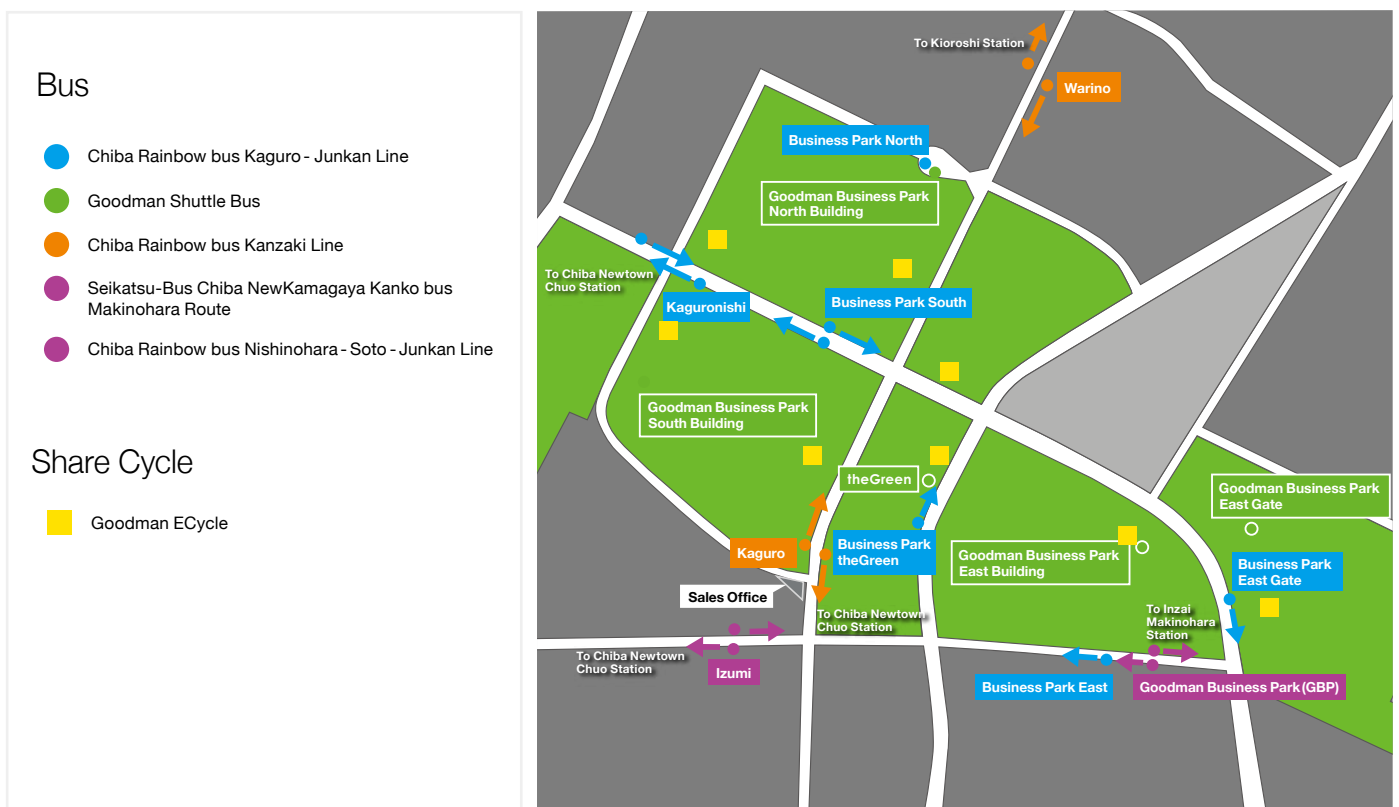 Bus
Chiba Rainbow bus Kaguro - Junkan Line
Goodman Shuttle Bus
Chiba Rainbow bus Kanzaki Line
Seikatsu-Bus Chiba NewKamagaya Kanko bus
Makinohara Route
Chiba Rainbow bus Nishinohara - Soto - Junkan Line
Share Cycle
Goodman ECycle
To Kioroshi Station
Warino
Business Park North
Goodman Business Park
North Building
To Chiba Newtown
Chuo Station
Kaguronishi
Business Park South
Goodman Business Park
South Building
theGreen
Goodman Business Park
East Gate
Kaguro
Business Park
theGreen
Goodman Business Park
East Building
Business Park
East Gate
Sales Office
To Chiba Newtown
Chuo Station
To Inzai
Makinohara
Station
To Chiba Newtown
Chuo Station
Izumi
Business Park East
Goodman Business Park (GBP)